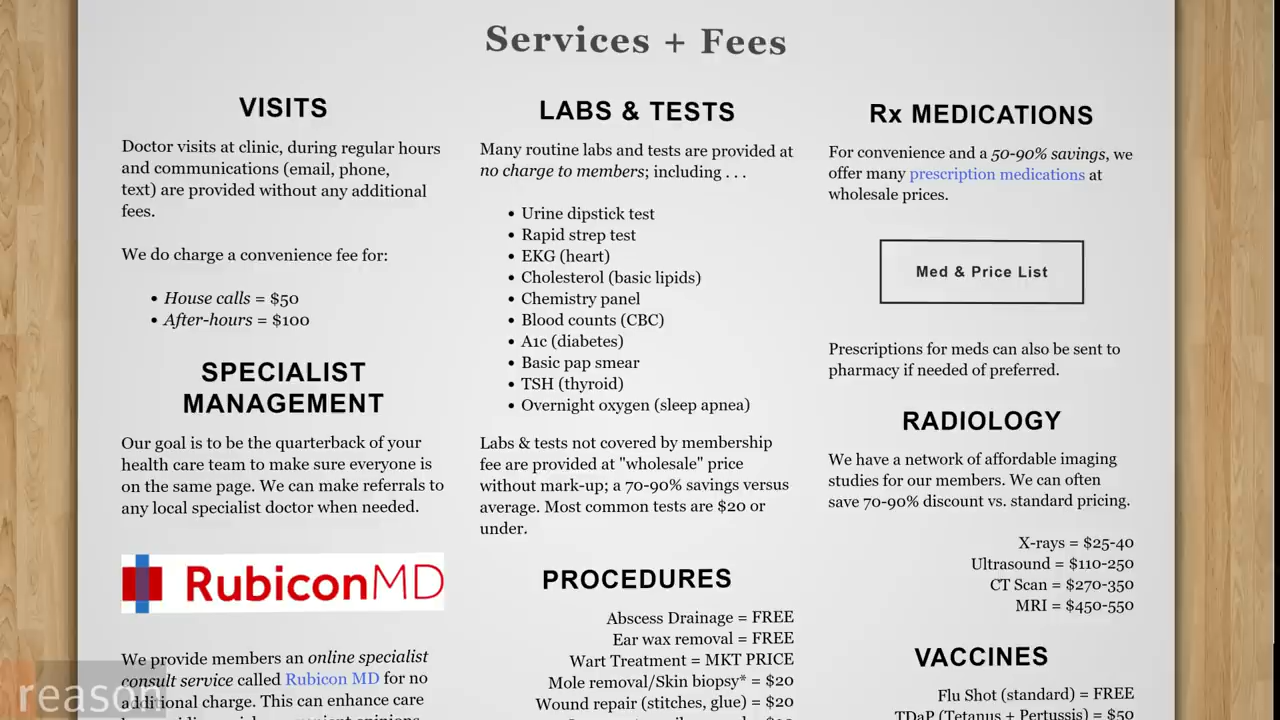 Services + Fees
VISITS
Doctor visits at clinic, during regular hours
and communications (email, phone,
text) are provided without any additional
fees.
We do charge a convenience fee for:
• House calls = $50
• After-hours = $100
SPECIALIST
MANAGEMENT
Our goal is to be the quarterback of your
health care team to make sure everyone is
on the same page. We can make referrals to
any local specialist doctor when needed.
RubiconMD
We provide members an online specialist
consult service called Rubicon MD for no
additional charge. This can enhance care
LABS & TESTS
Many routine labs and tests are provided at
no charge to members; including . . .
• Urine dipstick test
• Rapid strep test
• EKG (heart)
• Cholesterol (basic lipids)
• Chemistry panel
• Blood counts (CBC)
• A1c (diabetes)
• Basic pap smear
• TSH (thyroid)
• Overnight oxygen (sleep apnea)
Labs & tests not covered by membership
fee are provided at "wholesale" price
without mark-up; a 70-90% savings versus
average. Most common tests are $20 or
under.
PROCEDURES
Abscess Drainage = FREE
Ear wax removal = FREE
Wart Treatment = MKT PRICE
Mole removal/Skin biopsy* = $20
Wound repair (stitches, glue) = $20
Rx MEDICATIONS
For convenience and a 50-90% savings, we
offer many prescription medications at
wholesale prices.
Med & Price List
Prescriptions for meds can also be sent to
pharmacy if needed of preferred.
RADIOLOGY
We have a network of affordable imaging
studies for our members. We can often
save 70-90% discount vs. standard pricing.
X-rays = $25-40
Ultrasound = $110-250
CT Scan = $270-350
MRI = $450-550
VACCINES
Flu Shot (standard) = FREE
TDaP (Tetanus + Pertussis) = $50
reason